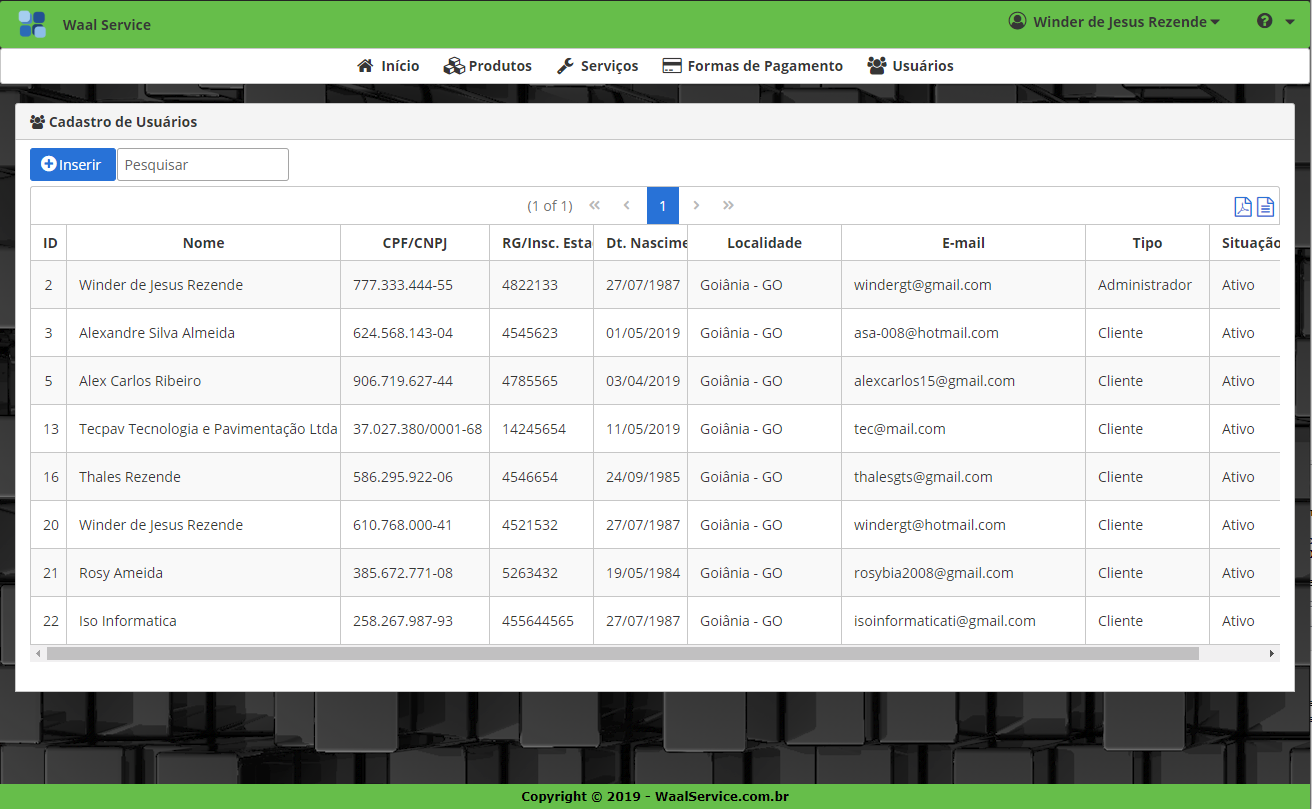 Waal Service
Winder de Jesus Rezende
Início Produtos Serviços Formas de Pagamento Usuários
Cadastro de Usuários
Inserir Pesquisar
(1 of 1) 1
ID Nome CPF/CNPJ RG/Insc. Esta Dt. Nascime Localidade E-mail Tipo Situação
2 Winder de Jesus Rezende 777.333.444-55 4822133 27/07/1987 Goiânia - GO windergt@gmail.com Administrador Ativo
3 Alexandre Silva Almeida 624.568.143-04 4545623 01/05/2019 Goiânia - GO asa-008@hotmail.com Cliente Ativo
5 Alex Carlos Ribeiro 906.719.627-44 4785565 03/04/2019 Goiânia - GO alexcarlos15@gmail.com Cliente Ativo
13 Tecpav Tecnologia e Pavimentação Ltda 37.027.380/0001-68 14245654 11/05/2019 Goiânia - GO tec@mail.com Cliente Ativo
16 Thales Rezende 586.295.922-06 4546654 24/09/1985 Goiânia - GO thalesgts@gmail.com Cliente Ativo
20 Winder de Jesus Rezende 610.768.000-41 4521532 27/07/1987 Goiânia - GO windergt@hotmail.com Cliente Ativo
21 Rosy Ameida 385.672.771-08 5263432 19/05/1984 Goiânia - GO rosybia2008@gmail.com Cliente Ativo
22 Iso Informatica 258.267.987-93 455644565 27/07/1987 Goiânia - GO isoinformaticati@gmail.com Cliente Ativo
Copyright © 2019 - WaalService.com.br